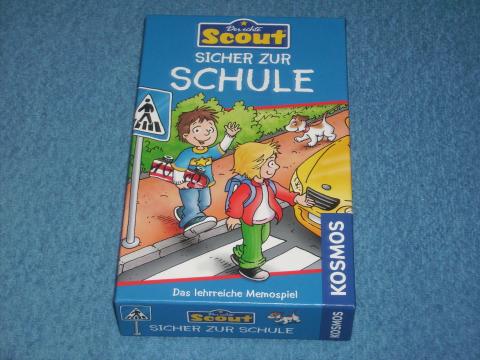 Der echte
Scout
SICHER ZUR
SCHULE
Das lehrreiche Memospiel
KOSMOS
Scout
SICHER ZUR SCHULE
KOSMOS